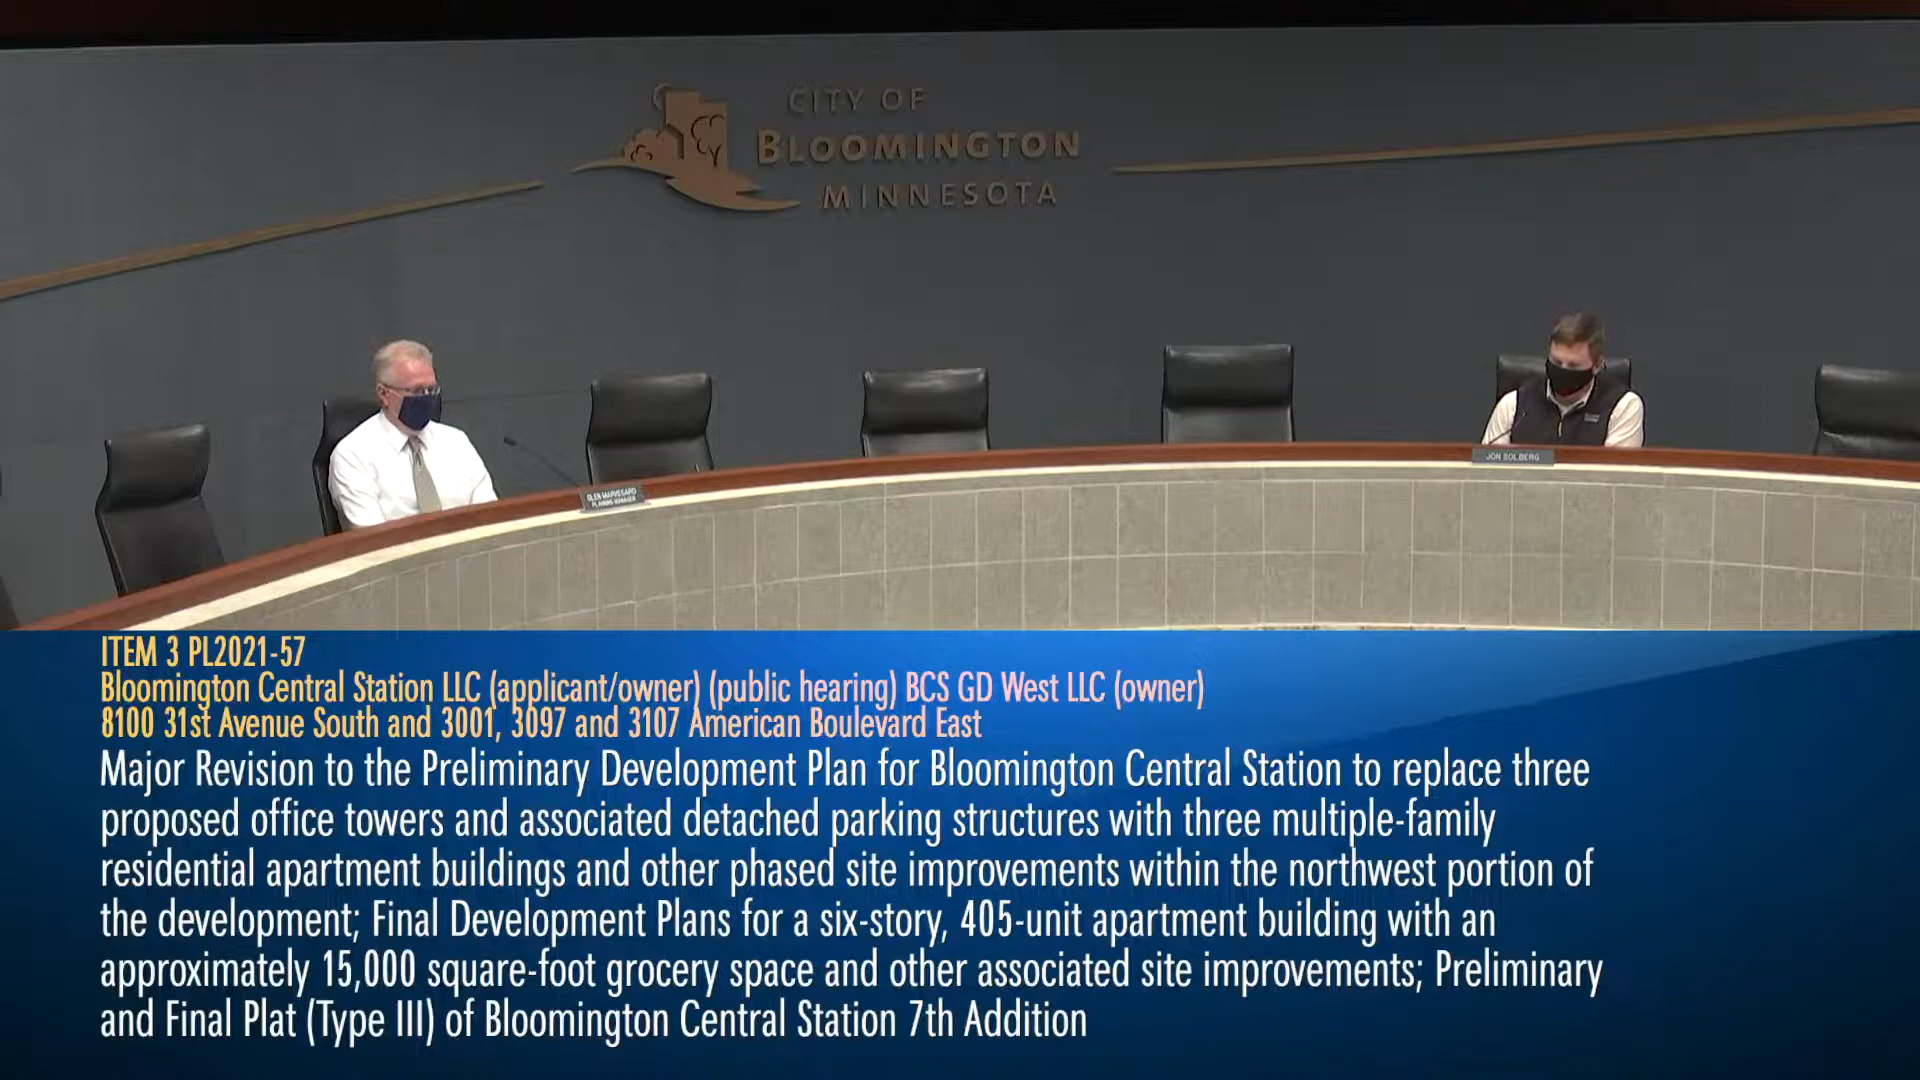 CITY OF
BLOOMINGTON
MINNESOTA
JON SOLBERG
GLEN MARKEGARD
PLANNING MANAGER
ITEM 3 PL2021-57
Bloomington Central Station LLC (applicant/owner) (public hearing) BCS GD West LLC (owner)
8100 31st Avenue South and 3001, 3097 and 3107 American Boulevard East
Major Revision to the Preliminary Development Plan for Bloomington Central Station to replace three
proposed office towers and associated detached parking structures with three multiple-family
residential apartment buildings and other phased site improvements within the northwest portion of
the development; Final Development Plans for a six-story, 405-unit apartment building with an
approximately 15,000 square-foot grocery space and other associated site improvements; Preliminary
and Final Plat (Type III) of Bloomington Central Station 7th Addition